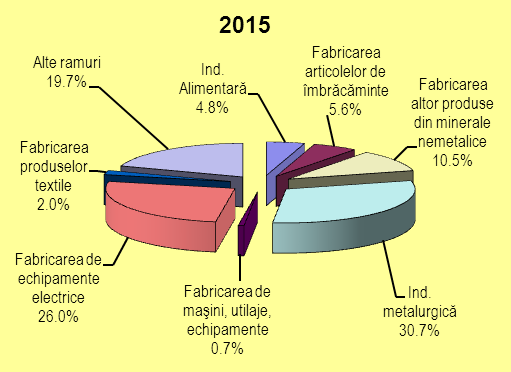 2015
Alte ramuri
19.7%
Ind.
Alimentară
4.8%
Fabricarea
articolelor de
îmbrăcăminte
5.6%
Fabricarea
altor produse
din minerale
nemetalice
10.5%
Fabricarea
produselor
textile
2.0%
Fabricarea de
echipamente
electrice
26.0%
Fabricarea de
maşini, utilaje,
echipamente
0.7%
Ind.
metalurgică
30.7%